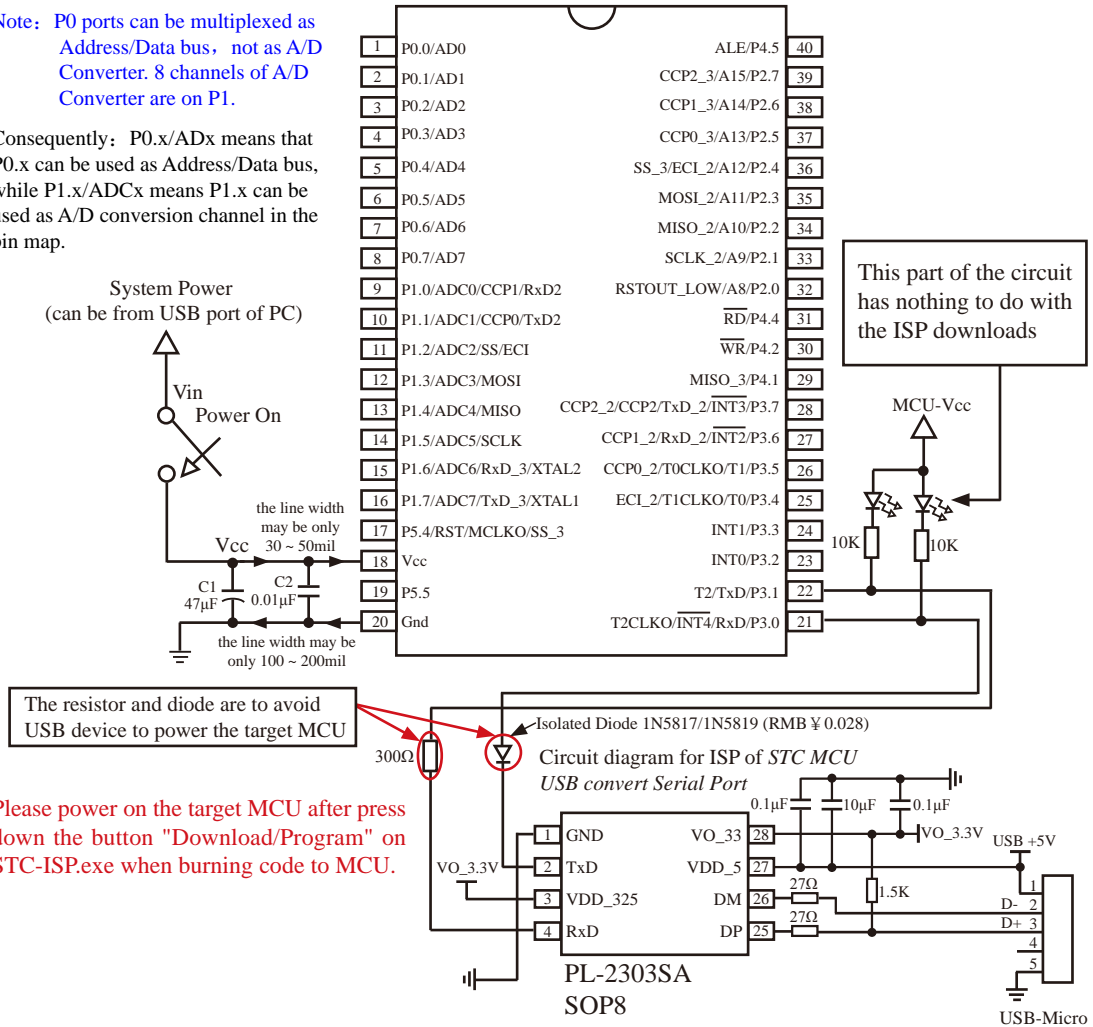 Note：P0 ports can be multiplexed as
Address/Data bus，not as A/D
Converter. 8 channels of A/D
Converter are on P1.
Consequently：P0.x/ADx means that
P0.x can be used as Address/Data bus,
while P1.x/ADCx means P1.x can be
used as A/D conversion channel in the
pin map.
System Power
(can be from USB port of PC)
Vin
Power On
the line width
may be only
30 ~ 50mil
Vcc
C1
47μF
C2
0.01μF
the line width may be
only 100 ~ 200mil
1 P0.0/AD0
2 P0.1/AD1
3 P0.2/AD2
4 P0.3/AD3
5 P0.4/AD4
6 P0.5/AD5
7 P0.6/AD6
8 P0.7/AD7
9 P1.0/ADC0/CCP1/RxD2
10 P1.1/ADC1/CCP0/TxD2
11 P1.2/ADC2/SS/ECI
12 P1.3/ADC3/MOSI
13 P1.4/ADC4/MISO
14 P1.5/ADC5/SCLK
15 P1.6/ADC6/RxD_3/XTAL2
16 P1.7/ADC7/TxD_3/XTAL1
17 P5.4/RST/MCLKO/SS_3
18 Vcc
19 P5.5
20 Gnd
ALE/P4.5 40
CCP2_3/A15/P2.7 39
CCP1_3/A14/P2.6 38
CCP0_3/A13/P2.5 37
SS_3/ECI_2/A12/P2.4 36
MOSI_2/A11/P2.3 35
MISO_2/A10/P2.2 34
SCLK_2/A9/P2.1 33
RSTOUT_LOW/A8/P2.0 32
RD/P4.4 31
WR/P4.2 30
MISO_3/P4.1 29
CCP2_2/CCP2/TxD_2/INT3/P3.7 28
CCP1_2/RxD_2/INT2/P3.6 27
CCP0_2/T0CLKO/T1/P3.5 26
ECI_2/T1CLKO/T0/P3.4 25
INT1/P3.3 24
INT0/P3.2 23
T2/TxD/P3.1 22
T2CLKO/INT4/RxD/P3.0 21
This part of the circuit
has nothing to do with
the ISP downloads
MCU-Vcc
10K
10K
The resistor and diode are to avoid
USB device to power the target MCU
300Ω
Isolated Diode 1N5817/1N5819 (RMB￥0.028)
Circuit diagram for ISP of STC MCU
USB convert Serial Port
Please power on the target MCU after press
down the button "Download/Program" on
STC-ISP.exe when burning code to MCU.
VO_3.3V
1 GND
2 TxD
3 VDD_325
4 RxD
VO_33 28
VDD_5 27
DM 26
DP 25
PL-2303SA
SOP8
0.1μF
10μF
0.1μF
VO_3.3V
USB +5V
27Ω
27Ω
1.5K
1
D- 2
D+ 3
4
5
USB-Micro